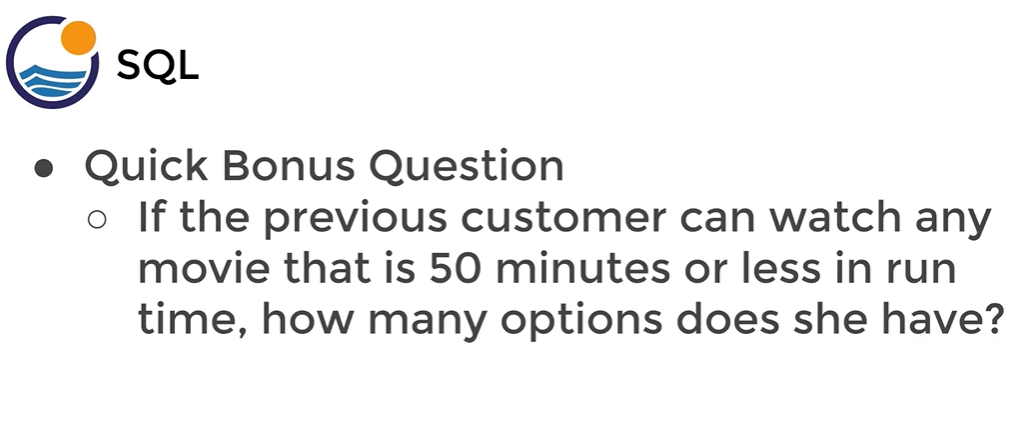 SQL
● Quick Bonus Question
○ If the previous customer can watch any
movie that is 50 minutes or less in run
time, how many options does she have?